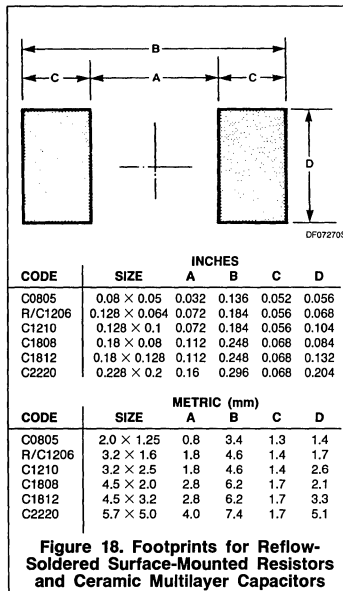 B
C A C
D
DF07270S
INCHES
CODE SIZE A B C D
C0805 0.08 × 0.05 0.032 0.136 0.052 0.056
R/C1206 0.128 × 0.064 0.072 0.184 0.056 0.068
C1210 0.128 × 0.1 0.072 0.184 0.056 0.104
C1808 0.18 × 0.08 0.112 0.248 0.068 0.084
C1812 0.18 × 0.128 0.112 0.248 0.068 0.132
C2220 0.228 × 0.2 0.16 0.296 0.068 0.204
METRIC (mm)
CODE SIZE A B C D
C0805 2.0 × 1.25 0.8 3.4 1.3 1.4
R/C1206 3.2 × 1.6 1.8 4.6 1.4 1.7
C1210 3.2 × 2.5 1.8 4.6 1.4 2.6
C1808 4.5 × 2.0 2.8 6.2 1.7 2.1
C1812 4.5 × 3.2 2.8 6.2 1.7 3.3
C2220 5.7 × 5.0 4.0 7.4 1.7 5.1
Figure 18. Footprints for Reflow-
Soldered Surface-Mounted Resistors
and Ceramic Multilayer Capacitors